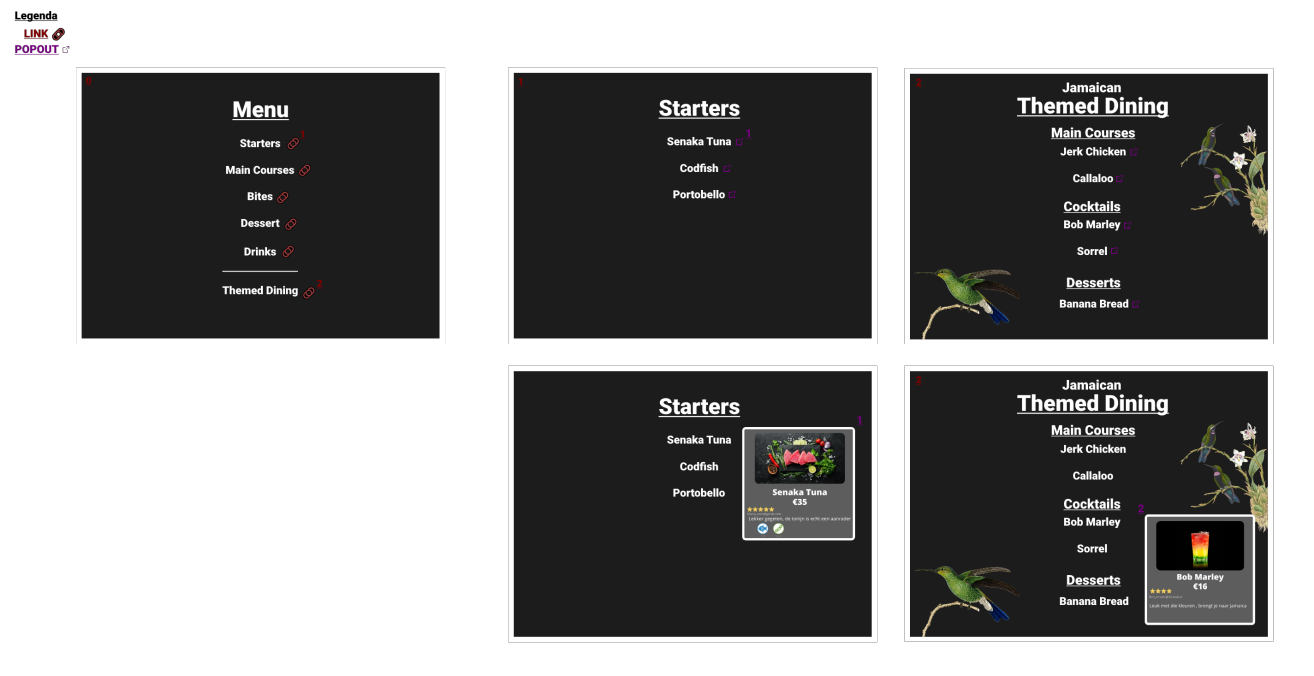 Legenda
LINK
POPOUT
0
Menu
Starters
1
Main Courses
Bites
Dessert
Drinks
Themed Dining
2
1
Starters
Senaka Tuna
1
Codfish
Portobello
2
Jamaican
Themed Dining
Main Courses
Jerk Chicken
Callaloo
Cocktails
Bob Marley
Sorrel
Desserts
Banana Bread
Starters
1
Senaka Tuna
Codfish
Portobello
Senaka Tuna
€35
Lekker gegeten, de tonijn is echt een aanrader
2
Jamaican
Themed Dining
Main Courses
Jerk Chicken
Callaloo
Cocktails
2
Bob Marley
Sorrel
Desserts
Banana Bread
Bob Marley
€16
Leuk met die kleuren, brengt je naar Jamaica